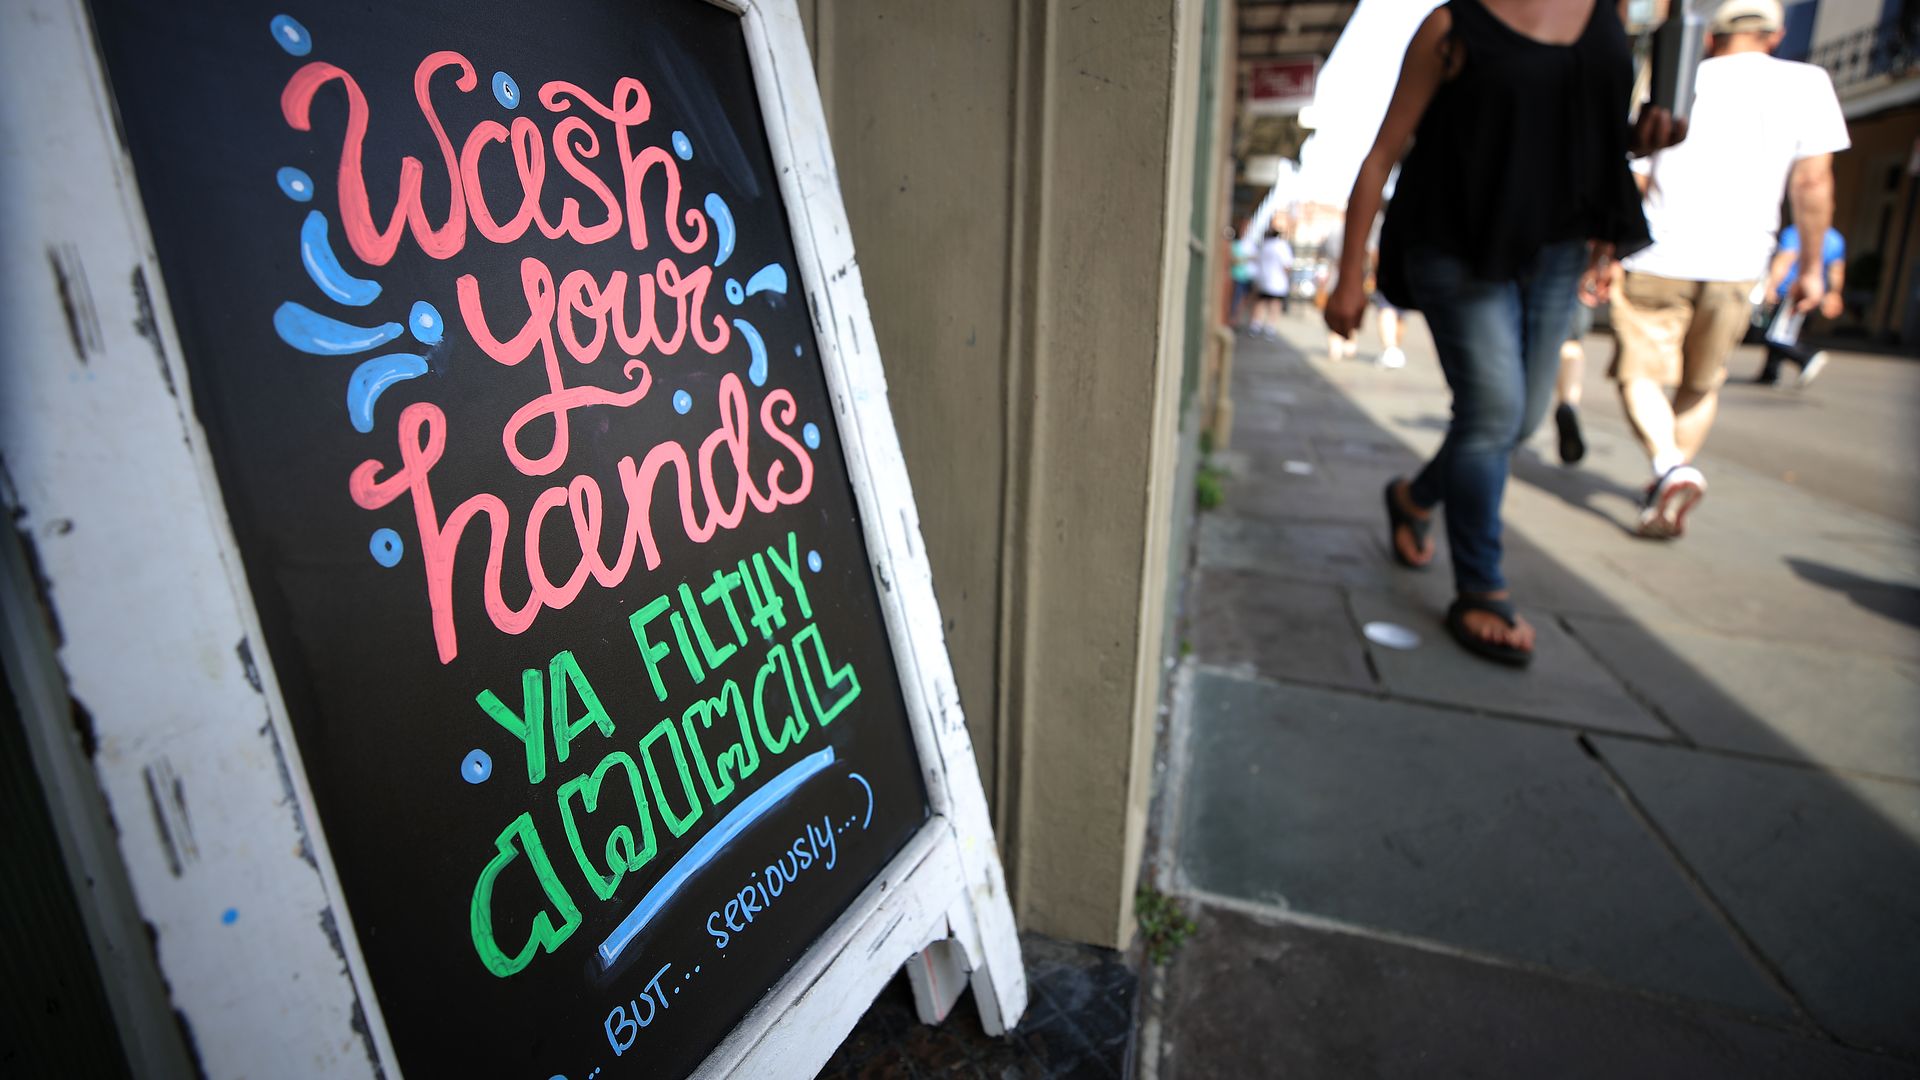 Wash
your
hands
YA FILTHY
aNiMaL
... BUT... SERiOUSLY...)